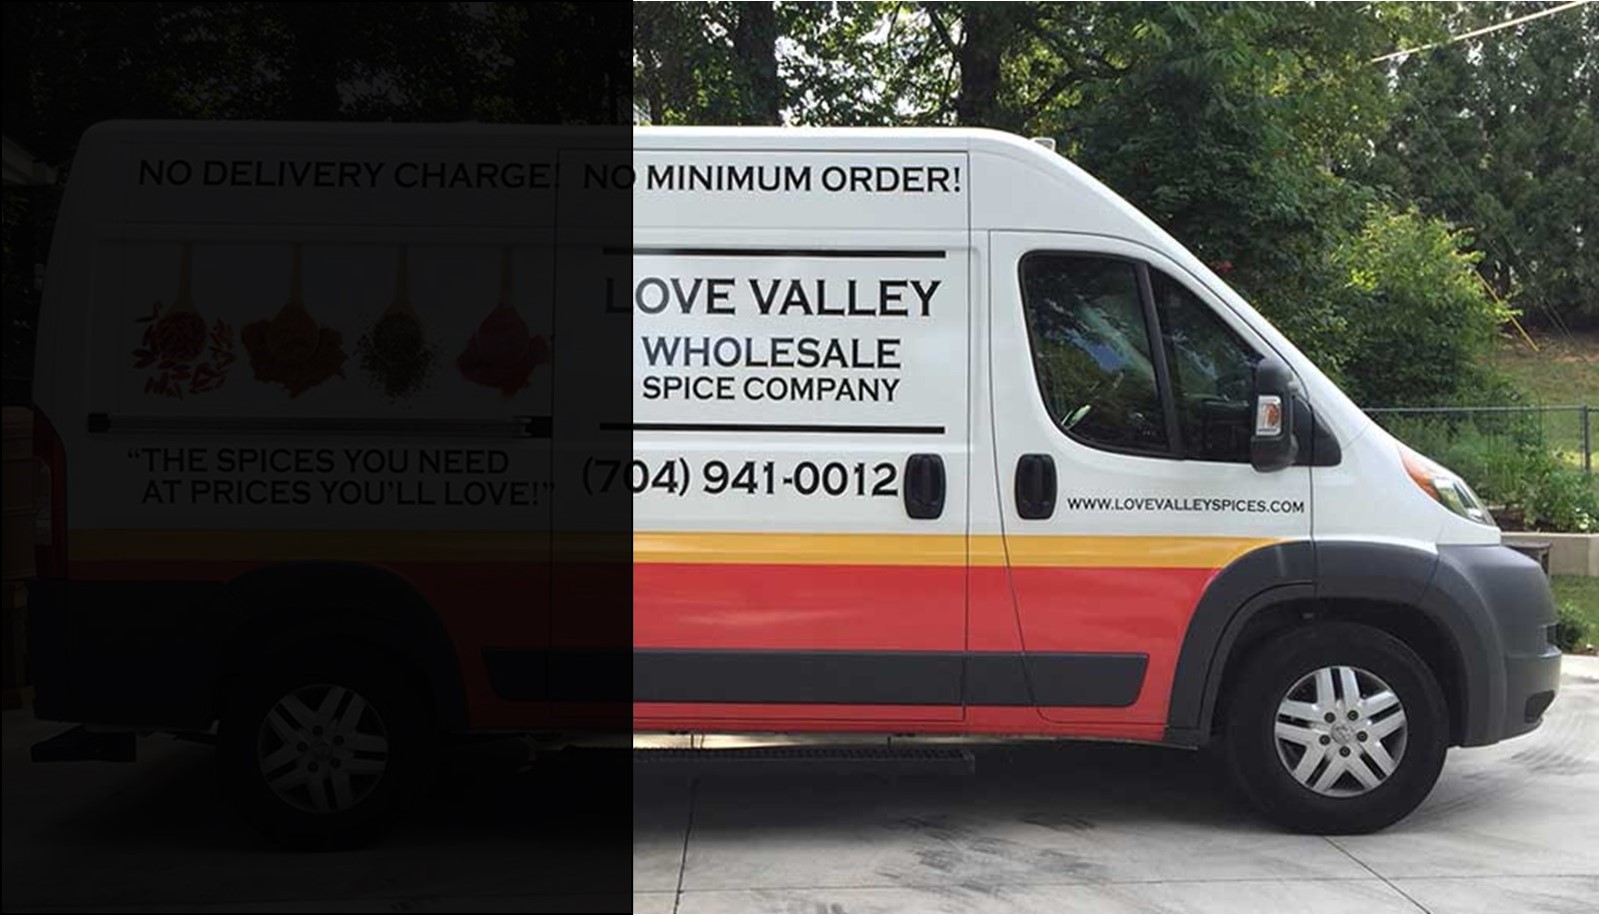 NO DELIVERY CHARGE! NO MINIMUM ORDER!
LOVE VALLEY
WHOLESALE
SPICE COMPANY
"THE SPICES YOU NEED
AT PRICES YOU'LL LOVE!"
(704) 941-0012
WWW.LOVEVALLEYSPICES.COM